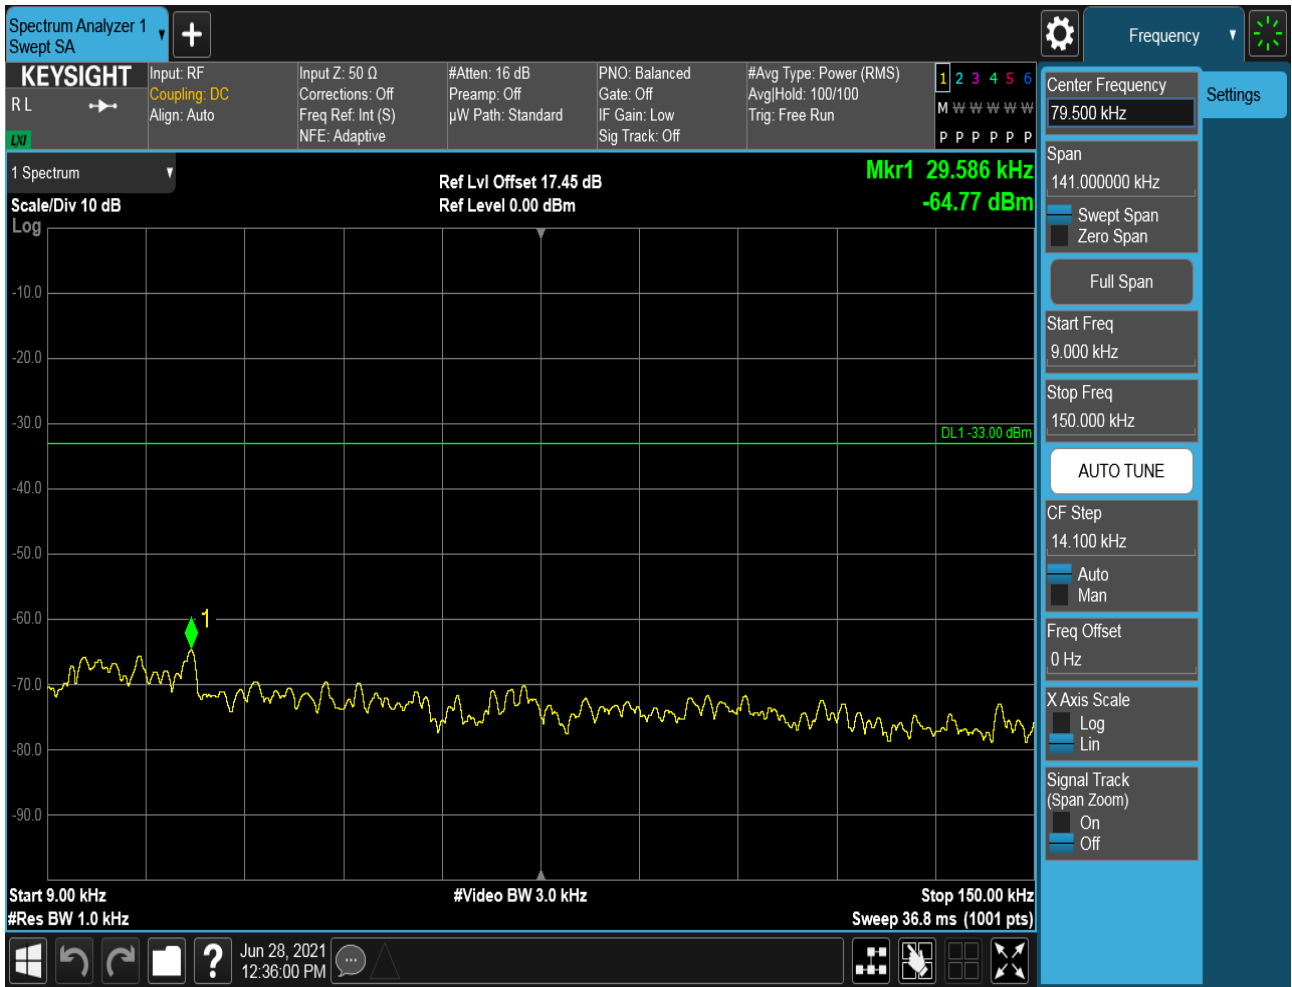 Spectrum Analyzer 1
Swept SA
Frequency
KEYSIGHT
R L
LXI
Input: RF
Coupling: DC
Align: Auto
Input Z: 50 Ω
Corrections: Off
Freq Ref: Int (S)
NFE: Adaptive
#Atten: 16 dB
Preamp: Off
µW Path: Standard
PNO: Balanced
Gate: Off
IF Gain: Low
Sig Track: Off
#Avg Type: Power (RMS)
Avg|Hold: 100/100
Trig: Free Run
1 2 3 4 5 6
M W W W W W
P P P P P P
1 Spectrum
Scale/Div 10 dB
Log
Ref Lvl Offset 17.45 dB
Ref Level 0.00 dBm
Mkr1 29.586 kHz
-64.77 dBm
-10.0
-20.0
-30.0
DL1 -33.00 dBm
-40.0
-50.0
-60.0
1
-70.0
-80.0
-90.0
Start 9.00 kHz
#Res BW 1.0 kHz
#Video BW 3.0 kHz
Stop 150.00 kHz
Sweep 36.8 ms (1001 pts)
Center Frequency
79.500 kHz
Settings
Span
141.000000 kHz
Swept Span
Zero Span
Full Span
Start Freq
9.000 kHz
Stop Freq
150.000 kHz
AUTO TUNE
CF Step
14.100 kHz
Auto
Man
Freq Offset
0 Hz
X Axis Scale
Log
Lin
Signal Track
(Span Zoom)
On
Off
?
Jun 28, 2021
12:36:00 PM